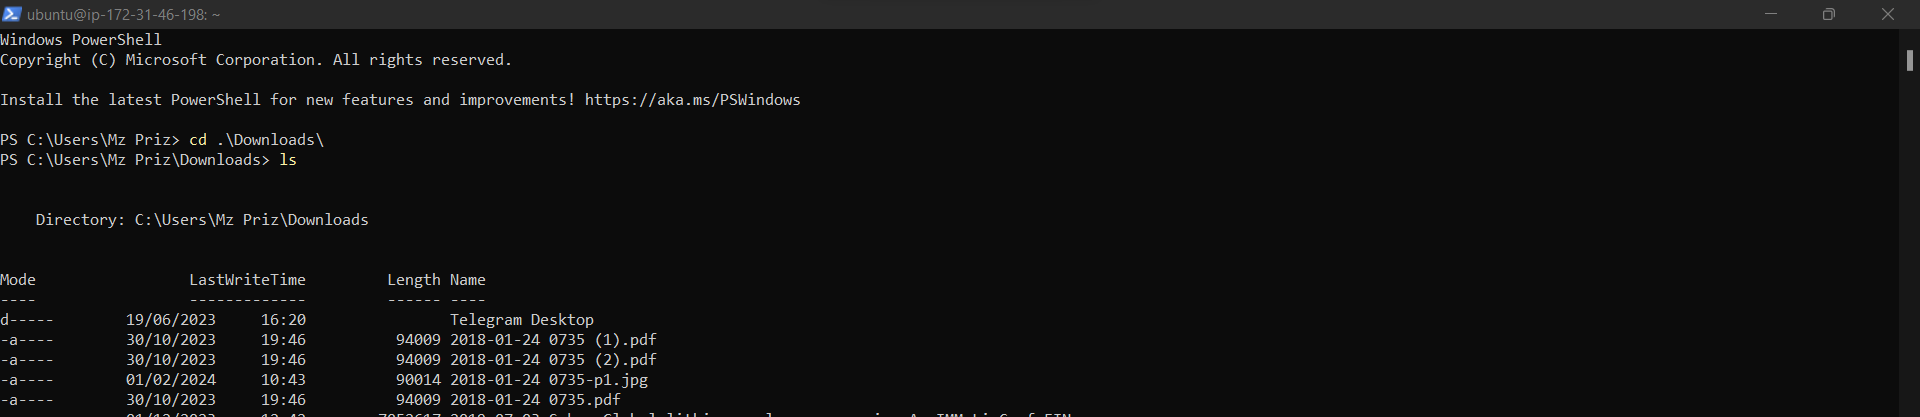 ubuntu@ip-172-31-46-198: ~
Windows PowerShell
Copyright (C) Microsoft Corporation. All rights reserved.
Install the latest PowerShell for new features and improvements! https://aka.ms/PSWindows
PS C:\Users\Mz Priz> cd .\Downloads\
PS C:\Users\Mz Priz\Downloads> ls
Directory: C:\Users\Mz Priz\Downloads
Mode LastWriteTime Length Name
---- ------------- ------ ----
d----- 19/06/2023 16:20 Telegram Desktop
-a---- 30/10/2023 19:46 94009 2018-01-24 0735 (1).pdf
-a---- 30/10/2023 19:46 94009 2018-01-24 0735 (2).pdf
-a---- 01/02/2024 10:43 90014 2018-01-24 0735-p1.jpg
-a---- 30/10/2023 19:46 94009 2018-01-24 0735.pdf